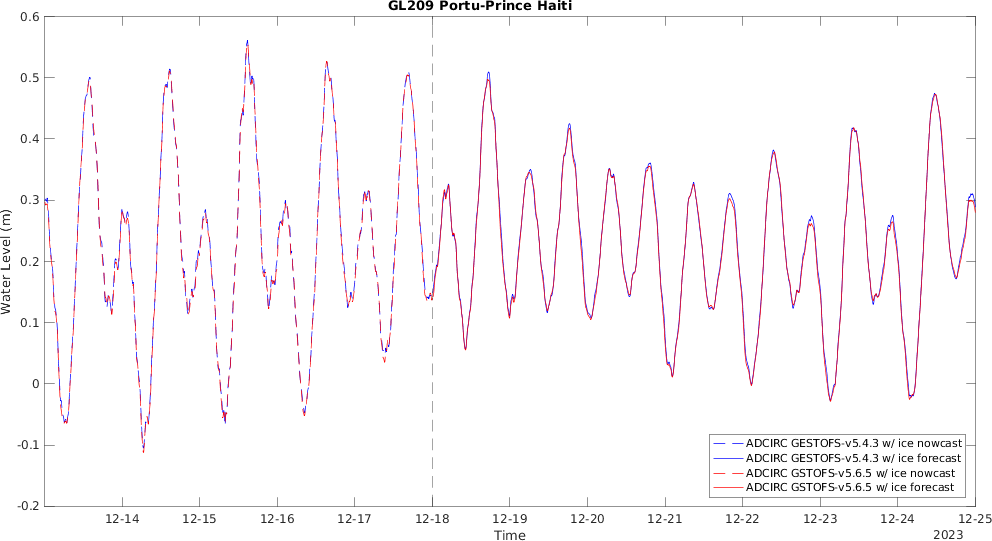 GL209 Portu-Prince Haiti
0.6
0.5
0.4
0.3
0.2
0.1
0
-0.1
-0.2
Water Level (m)
ADCIRC GESTOFS-v5.4.3 w/ ice nowcast
ADCIRC GESTOFS-v5.4.3 w/ ice forecast
ADCIRC GSTOFS-v5.6.5 w/ ice nowcast
ADCIRC GSTOFS-v5.6.5 w/ ice forecast
12-14 12-15 12-16 12-17 12-18 12-19 12-20 12-21 12-22 12-23 12-24 12-25
Time
2023